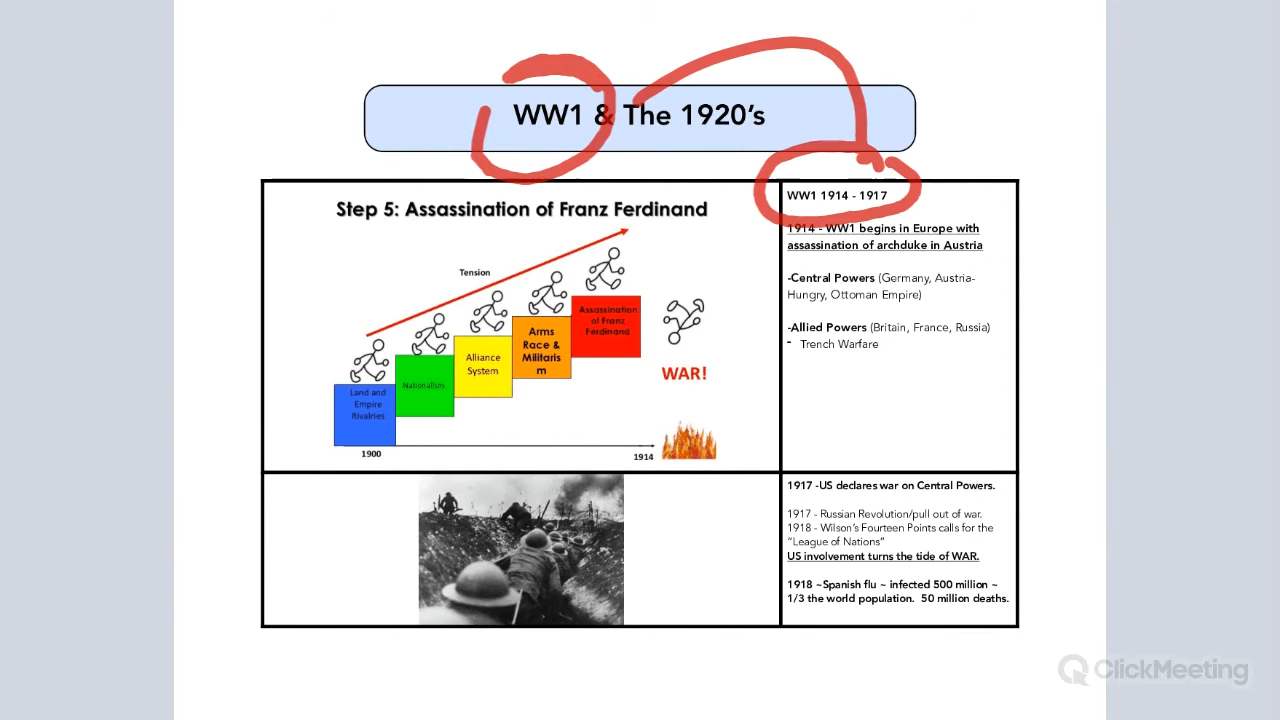 WW1 & The 1920's
Step 5: Assassination of Franz Ferdinand
Tension
Land and
Empire
Rivalries
Nationalism
Alliance
System
Arms
Race &
Militaris
m
Assassination
of Franz
Ferdinand
WAR!
1900
1914
WW1 1914 - 1917
1914 - WW1 begins in Europe with
assassination of archduke in Austria
-Central Powers (Germany, Austria-
Hungry, Ottoman Empire)
-Allied Powers (Britain, France, Russia)
- Trench Warfare
1917 -US declares war on Central Powers.
1917 - Russian Revolution/pull out of war.
1918 - Wilson's Fourteen Points calls for the
"League of Nations"
US involvement turns the tide of WAR.
1918 ~Spanish flu ~ infected 500 million ~
1/3 the world population. 50 million deaths.
ClickMeeting